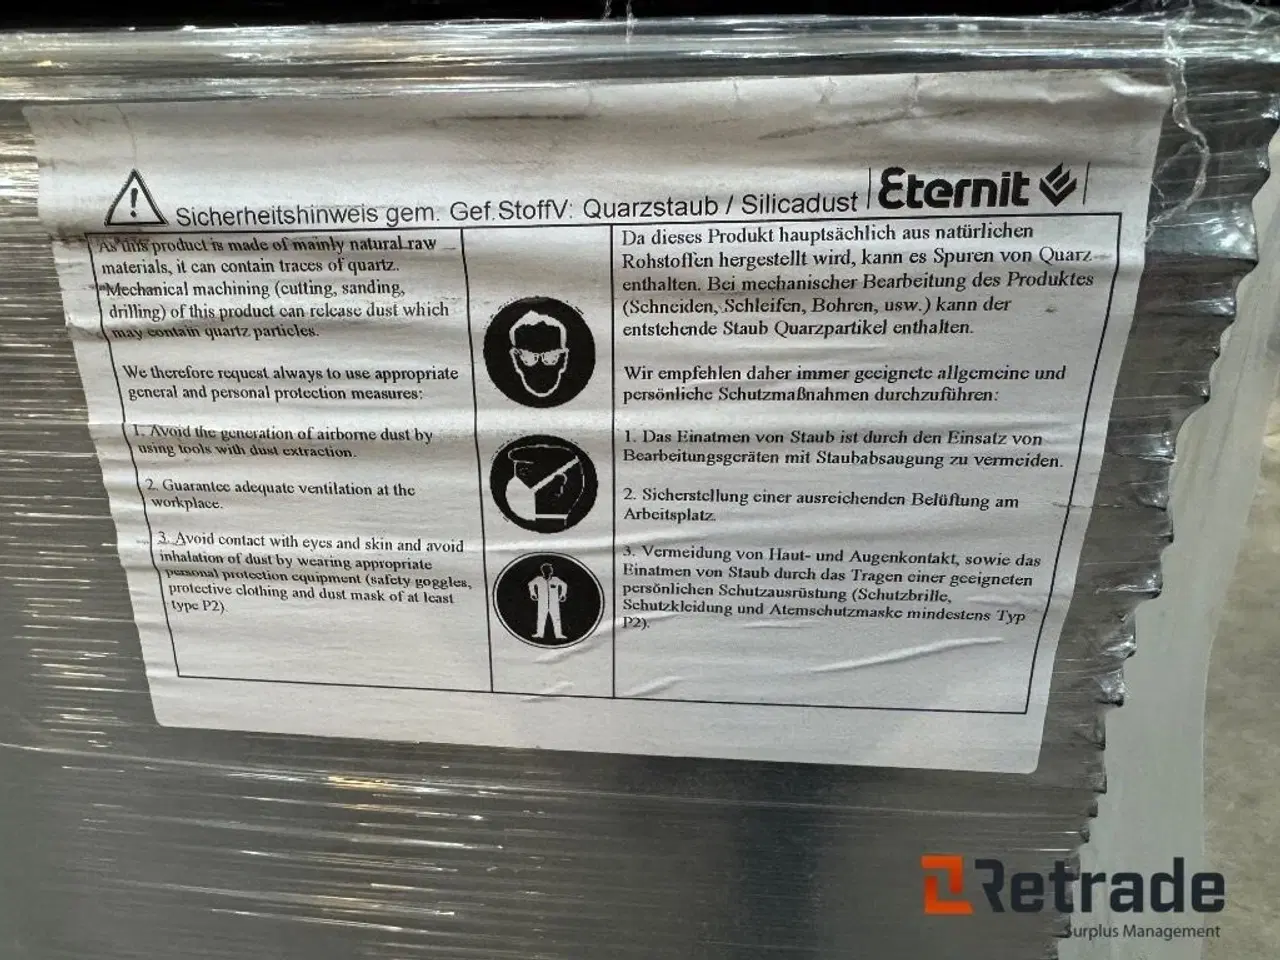 Sicherheitshinweis gem. Gef.StoffV: Quarzstaub / Silicadust
Eternit
As this product is made of mainly natural raw
materials, it can contain traces of quartz.
Mechanical machining (cutting, sanding,
drilling) of this product can release dust which
may contain quartz particles.
We therefore request always to use appropriate
general and personal protection measures:
1. Avoid the generation of airborne dust by
using tools with dust extraction.
2. Guarantee adequate ventilation at the
workplace.
3. Avoid contact with eyes and skin and avoid
inhalation of dust by wearing appropriate
personal protection equipment (safety goggles,
protective clothing and dust mask of at least
type P2).
Da dieses Produkt hauptsächlich aus natürlichen
Rohstoffen hergestellt wird, kann es Spuren von Quarz
enthalten. Bei mechanischer Bearbeitung des Produktes
(Schneiden, Schleifen, Bohren, usw.) kann der
entstehende Staub Quarzpartikel enthalten.
Wir empfehlen daher immer geeignete allgemeine und
persönliche Schutzmaßnahmen durchzuführen:
1. Das Einatmen von Staub ist durch den Einsatz von
Bearbeitungsgeräten mit Staubabsaugung zu vermeiden.
2. Sicherstellung einer ausreichenden Belüftung am
Arbeitsplatz.
3. Vermeidung von Haut- und Augenkontakt, sowie das
Einatmen von Staub durch das Tragen einer geeigneten
persönlichen Schutzausrüstung (Schutzbrille,
Schutzkleidung und Atemschutzmaske mindestens Typ
P2).
Retrade
Surplus Management